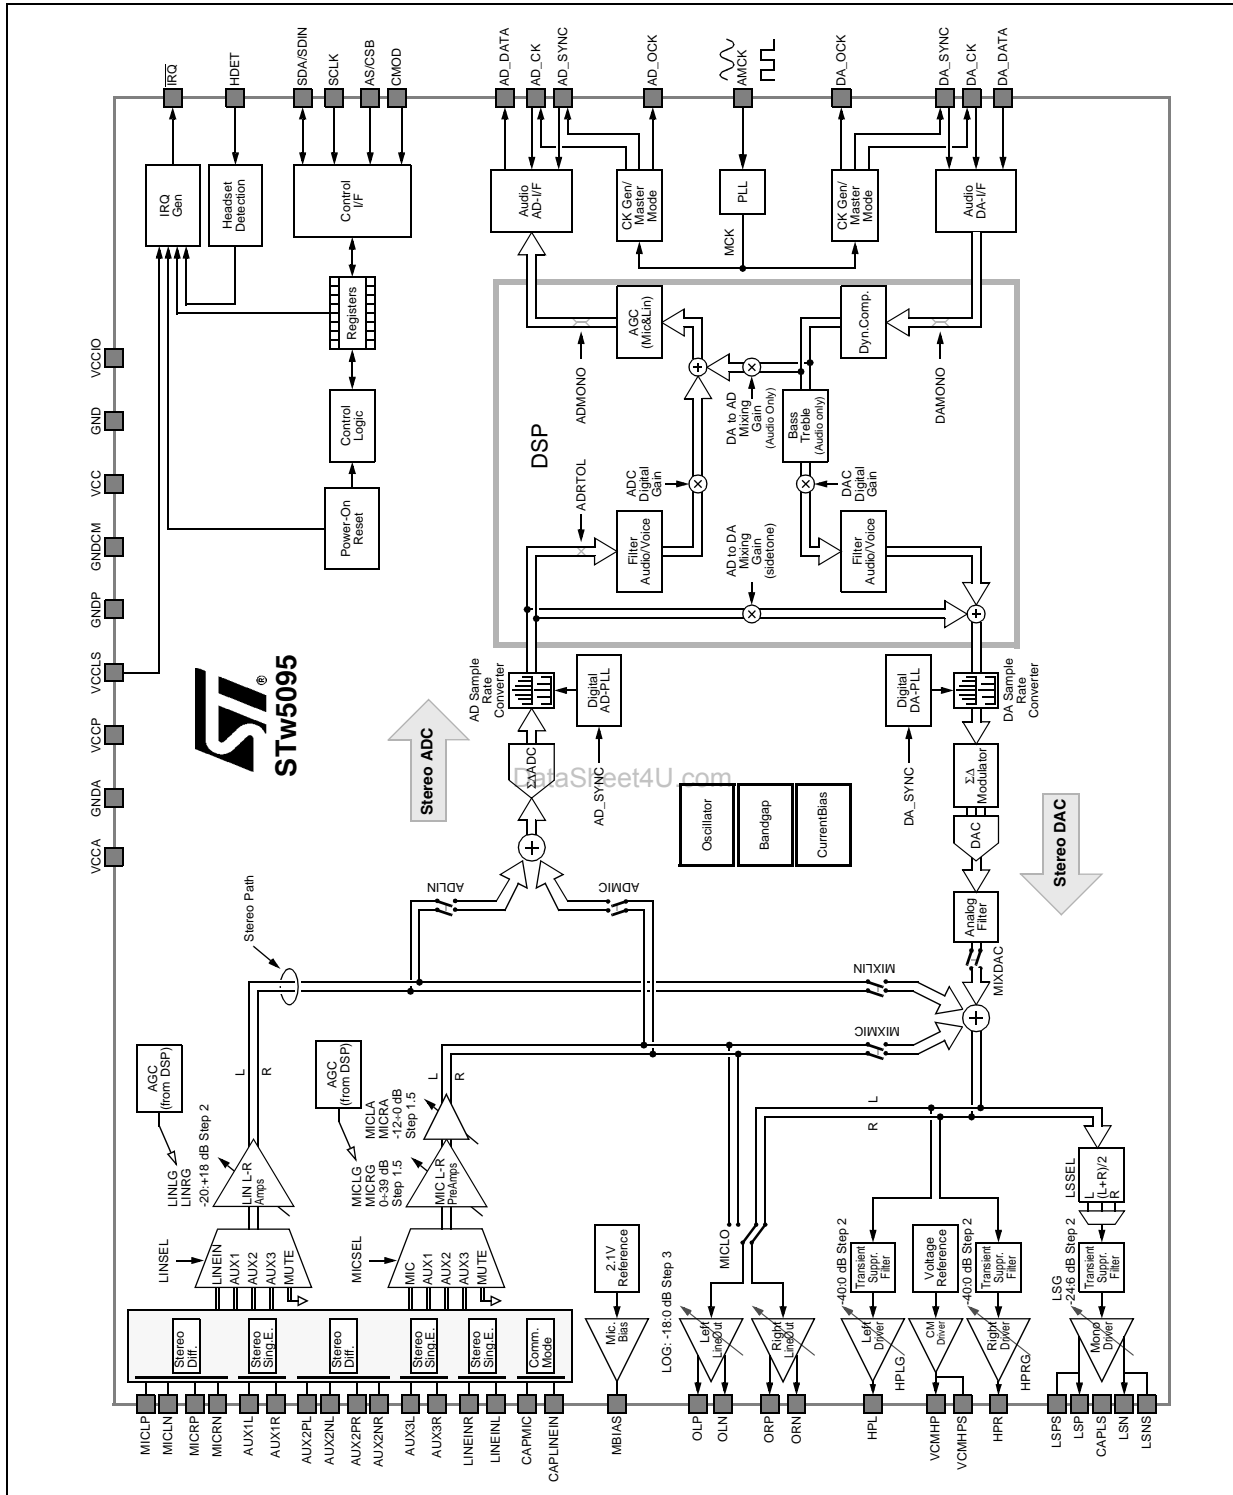 IRQ
HDET
SDA/SDIN
SCLK
AS/CSB
CMOD
AD_DATA
AD_CK
AD_SYNC
AD_OCK
AMCK
DA_OCK
DA_SYNC
DA_CK
DA_DATA
IRQ
Gen
Headset
Detection
Control
I/F
Audio
AD-I/F
CK Gen/
Master
Mode
PLL
CK Gen/
Master
Mode
Audio
DA-I/F
MCK
VCCIO
GND
VCC
GNDCM
GNDP
VCCLS
VCCP
GNDA
VCCA
Registers
Control
Logic
Power-On
Reset
AGC
(Mic&Lin)
Dyn.Comp.
ADMONO
DA to AD
Mixing
Gain
(Audio Only)
Bass
Treble
(Audio only)
DAMONO
DSP
ADRTOL
ADC
Digital
Gain
DAC
Digital
Gain
Filter
Audio/Voice
AD to DA
Mixing
Gain
(sidetone)
Filter
Audio/Voice
ST®
STw5095
Stereo ADC
AD Sample
Rate
Converter
Digital
AD-PLL
Digital
DA-PLL
DA Sample
Rate
Converter
ΣΔADC
AD_SYNC
DataSheet4U.com
DA_SYNC
ΣΔ
Modulator
Oscillator
Bandgap
CurrentBias
DAC
Stereo DAC
ADLIN
ADMIC
Analog
Filter
Stereo Path
MIXLIN
MIXDAC
MIXMIC
AGC
(from DSP)
L
R
AGC
(from DSP)
L
R
LINLG
LINRG
-20:+18 dB Step 2
MICLA
MICRA
-12÷0 dB
Step 1.5
MICLG
MICRG
0÷39 dB
Step 1.5
LIN L-R
Amps
MIC L-R
PreAmps
L
R
LSSEL
L
(L+R)/2
R
LINSEL
LINEIN
AUX1
AUX2
AUX3
MUTE
MICSEL
MIC
AUX1
AUX2
AUX3
MUTE
2.1V
Reference
MICLO
LOG: -18:0 dB Step 3
-40:0 dB Step 2
Transient
Suppr.
Filter
Voltage
Reference
-40:0 dB Step 2
Transient
Suppr.
Filter
LSG
-24:6 dB Step 2
Transient
Suppr.
Filter
Stereo
Diff.
Stereo
Sing.E.
Stereo
Diff.
Stereo
Sing.E.
Stereo
Sing.E.
Comm.
Mode
Mic.
Bias
Left
LineOut
Right
LineOut
Left
Driver
HPLG
CM
Driver
Right
Driver
HPRG
Mono
Driver
MICLP
MICLN
MICRP
MICRN
AUX1L
AUX1R
AUX2PL
AUX2NL
AUX2PR
AUX2NR
AUX3L
AUX3R
LINEINR
LINEINL
CAPMIC
CAPLINEIN
MBIAS
OLP
OLN
ORP
ORN
HPL
VCMHP
VCMHPS
HPR
LSPS
LSP
CAPLS
LSN
LSNS